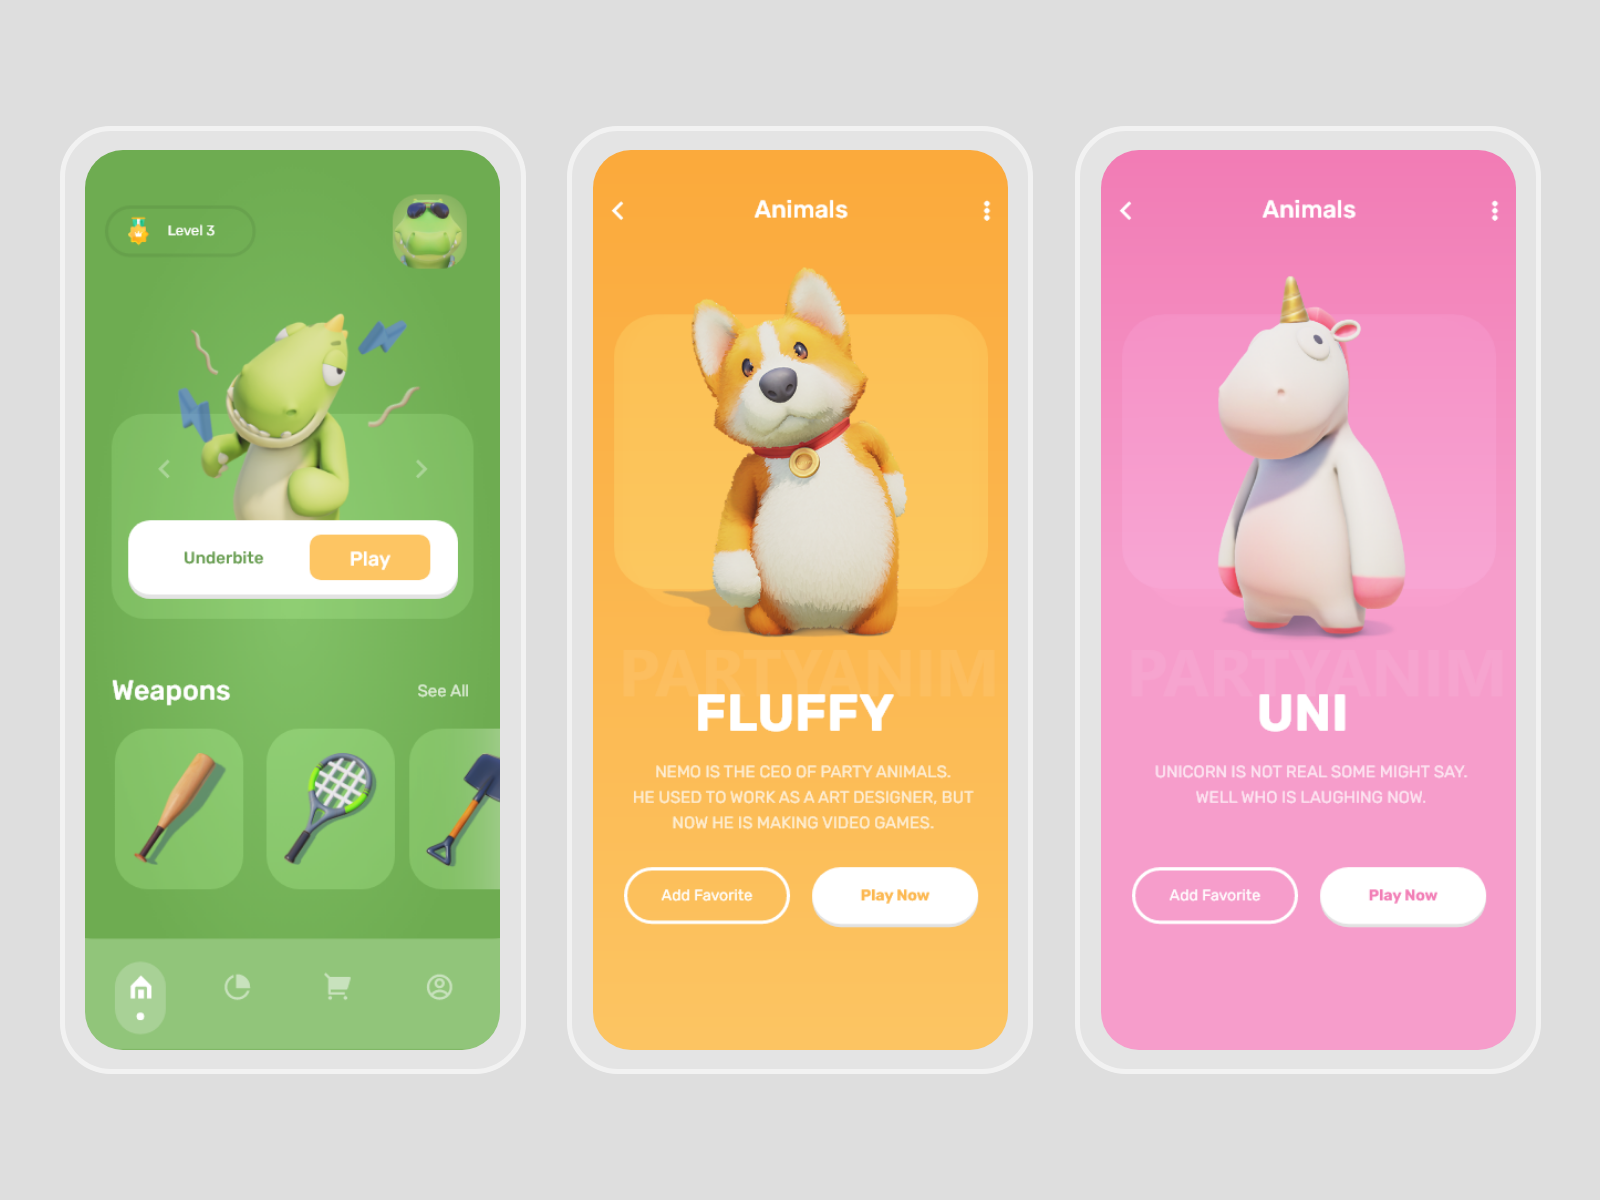 Level 3
Underbite
Play
Weapons
See All
Animals
PARTYANIM
FLUFFY
NEMO IS THE CEO OF PARTY ANIMALS.
HE USED TO WORK AS A ART DESIGNER, BUT
NOW HE IS MAKING VIDEO GAMES.
Add Favorite
Play Now
Animals
PARTYANIM
UNI
UNICORN IS NOT REAL SOME MIGHT SAY.
WELL WHO IS LAUGHING NOW.
Add Favorite
Play Now